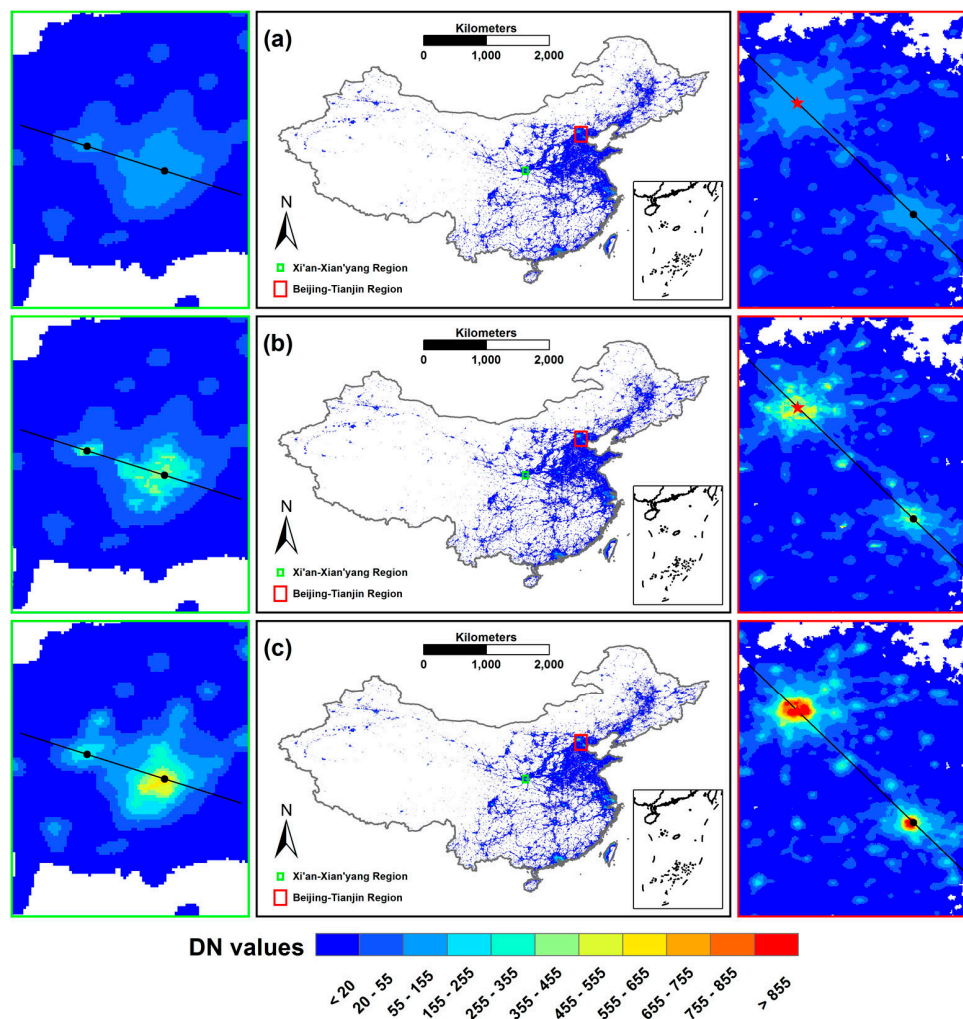 (a)
Kilometers
0 1,000 2,000
N
Xi'an-Xian'yang Region
Beijing-Tianjin Region
(b)
Kilometers
0 1,000 2,000
N
Xi'an-Xian'yang Region
Beijing-Tianjin Region
(c)
Kilometers
0 1,000 2,000
N
Xi'an-Xian'yang Region
Beijing-Tianjin Region
DN values
< 20 20 - 55 55 - 155 155 - 255 255 - 355 355 - 455 455 - 555 555 - 655 655 - 755 755 - 855 > 855